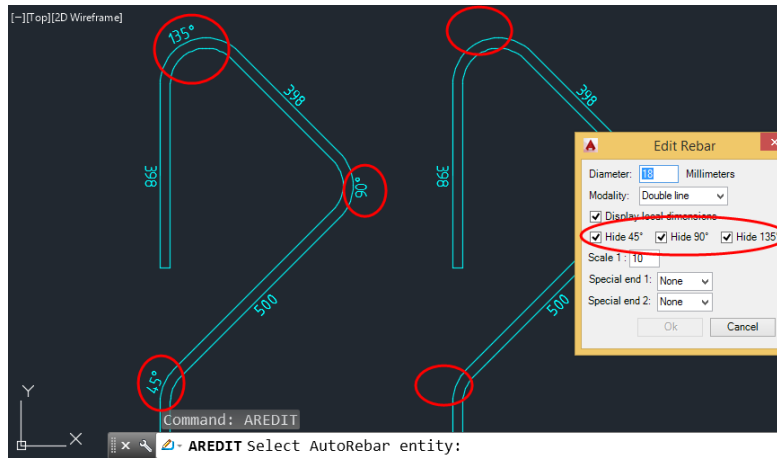 [−][Top][2D Wireframe]
135°
398
398
90°
500
45°
398
398
500
Edit Rebar
×
Diameter: 18 Millimeters
Modality: Double line
Display local dimensions
Hide 45° Hide 90° Hide 135°
Scale 1 : 10
Special end 1: None
Special end 2: None
Ok Cancel
Y
X
Command: AREDIT
× AREDIT Select AutoRebar entity: